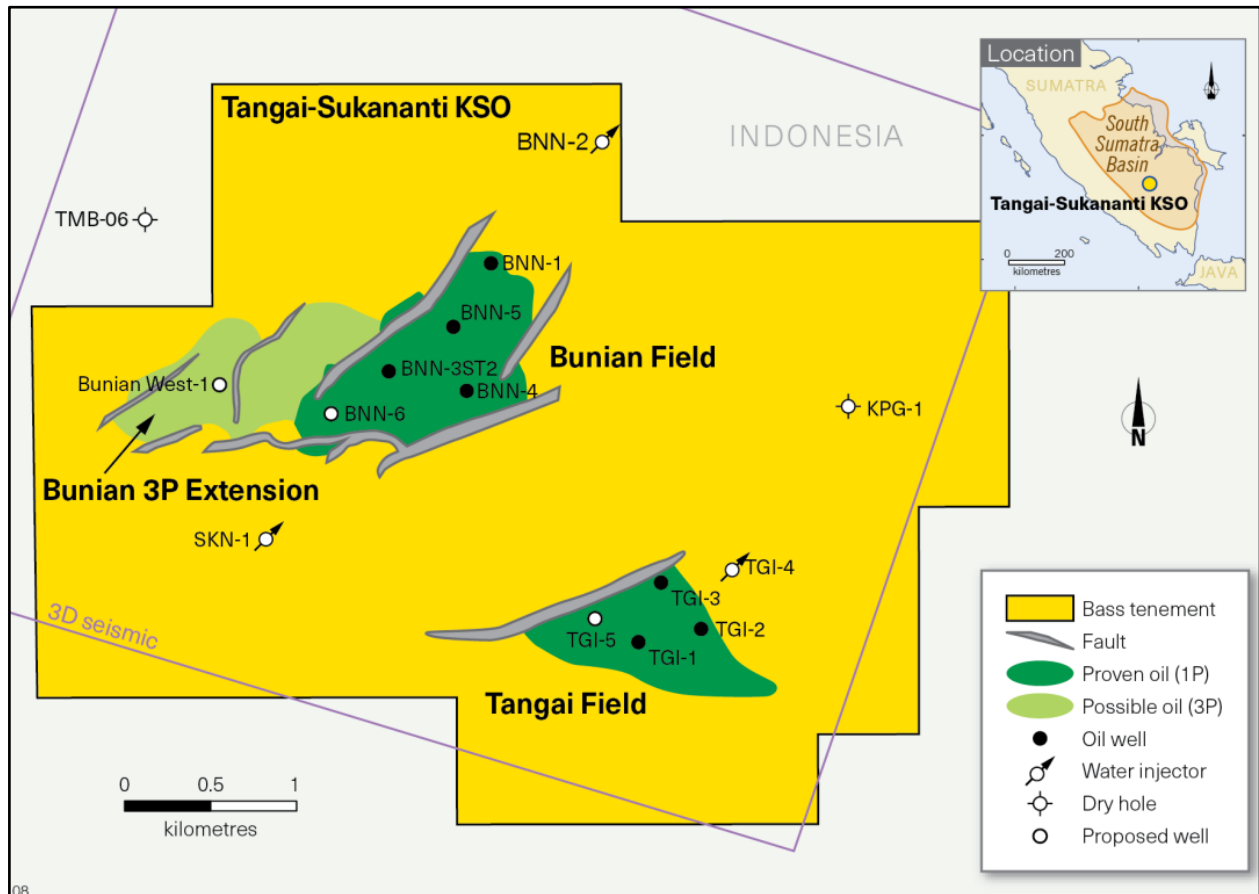 Tangai-Sukananti KSO
BNN-2
INDONESIA
TMB-06
BNN-1
BNN-5
BNN-3ST2
BNN-4
BNN-6
Bunian West-1
Bunian Field
KPG-1
N
Bunian 3P Extension
SKN-1
TGI-4
TGI-3
TGI-2
TGI-5
TGI-1
3D seismic
Tangai Field
0 0.5 1
kilometres
08
Location
SUMATRA
N
South
Sumatra
Basin
Tangai-Sukananti KSO
0 200
kilometres
JAVA
Bass tenement
Fault
Proven oil (1P)
Possible oil (3P)
Oil well
Water injector
Dry hole
Proposed well